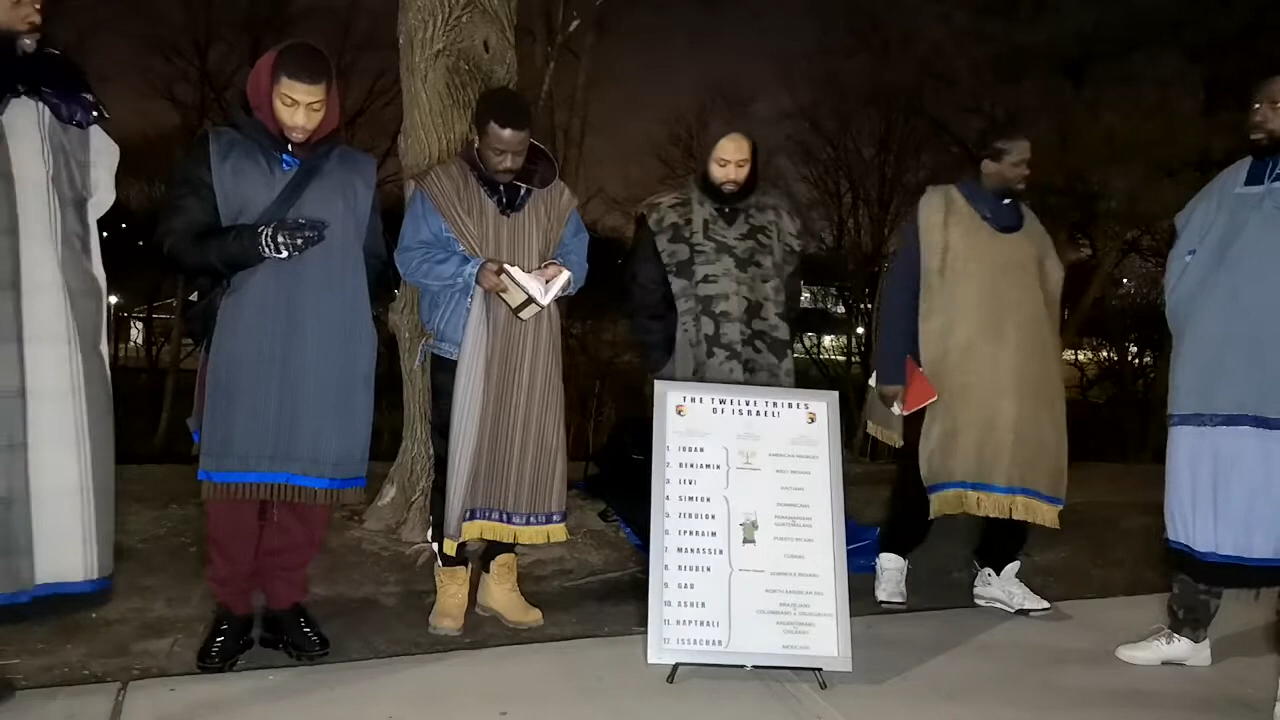 THE TWELVE TRIBES
OF ISRAEL!
1. JUDAH AMERICAN NEGROES
2. BENJAMIN WEST INDIANS
3. LEVI HAITIANS
4. SIMEON DOMINICANS
5. ZEBULON PANAMANIANS
GUATEMALANS
6. EPHRAIM PUERTO RICANS
7. MANASSEH CUBANS
8. REUBEN SEMINOLE INDIANS
9. GAD NORTH AMERICAN
10. ASHER BRAZILIANS
COLOMBIANS
11. NAPHTALI ARGENTINIANS
CHILEANS
12. ISSACHAR MEXICANS